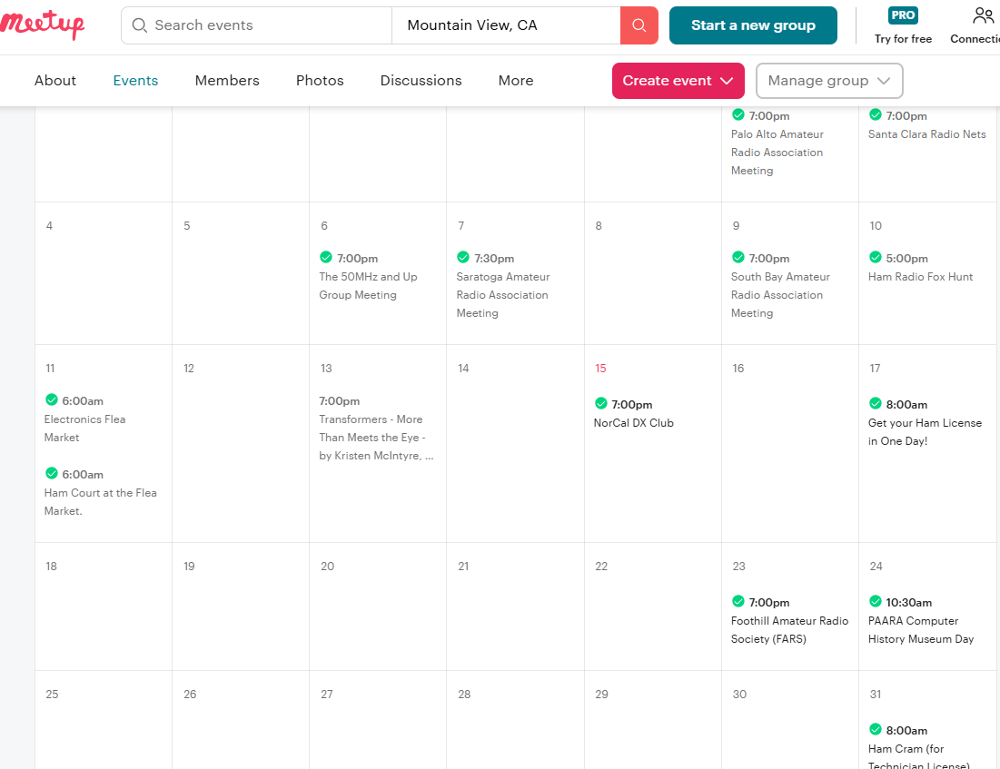 Meetup
Search events
Mountain View, CA
Start a new group
PRO
Try for free
Connecti
About
Events
Members
Photos
Discussions
More
Create event
Manage group
7:00pm
Palo Alto Amateur
Radio Association
Meeting
7:00pm
Santa Clara Radio Nets
4
5
6
7:00pm
The 50MHz and Up
Group Meeting
7
7:30pm
Saratoga Amateur
Radio Association
Meeting
8
9
7:00pm
South Bay Amateur
Radio Association
Meeting
10
5:00pm
Ham Radio Fox Hunt
11
6:00am
Electronics Flea
Market
6:00am
Ham Court at the Flea
Market.
12
13
7:00pm
Transformers - More
Than Meets the Eye -
by Kristen McIntyre, ...
14
15
7:00pm
NorCal DX Club
16
17
8:00am
Get your Ham License
in One Day!
18
19
20
21
22
23
7:00pm
Foothill Amateur Radio
Society (FARS)
24
10:30am
PAARA Computer
History Museum Day
25
26
27
28
29
30
31
8:00am
Ham Cram (for
Technician License)